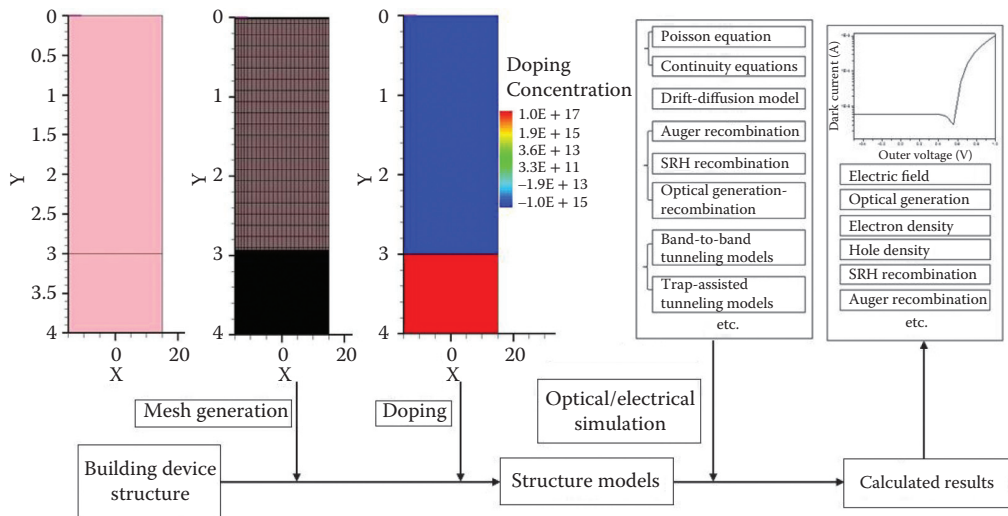 0
0.5
1
1.5
2
2.5
3
3.5
4
Y
0
20
X
0
1
2
3
4
Y
0
20
X
0
1
2
3
4
Y
0
20
X
Doping
Concentration
1.0E + 17
1.9E + 15
3.6E + 13
3.3E + 11
–1.9E + 13
–1.0E + 15
Poisson equation
Continuity equations
Drift-diffusion model
Auger recombination
SRH recombination
Optical generation-
recombination
Band-to-band
tunneling models
Trap-assisted
tunneling models
etc.
Dark current (A)
Outer voltage (V)
Electric field
Optical generation
Electron density
Hole density
SRH recombination
Auger recombination
etc.
Mesh generation
Doping
Optical/electrical
simulation
Building device
structure
Structure models
Calculated results